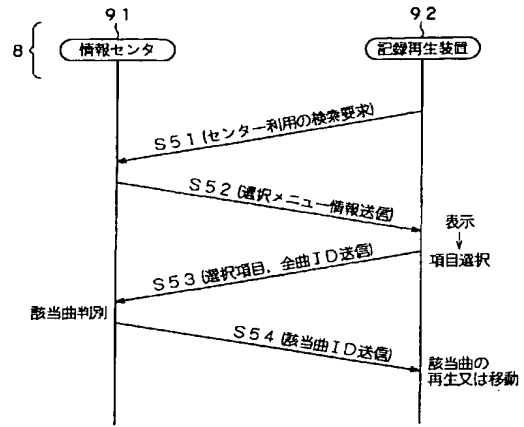 91
92
8
情報センタ
記録再生装置
S51(センター利用の検索要求)
S52(選択メニュー情報送信)
表示
↓
項目選択
S53(選択項目,全曲ID送信)
該当曲判別
S54(該当曲ID送信)
該当曲の
再生又は移動